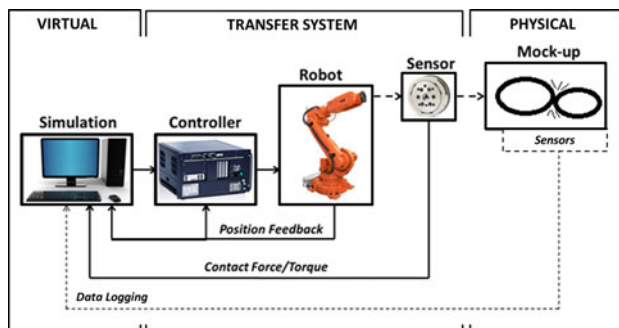 VIRTUAL
TRANSFER SYSTEM
PHYSICAL
Mock-up
Sensor
Robot
Simulation
Controller
Sensors
Position Feedback
Contact Force/Torque
Data Logging